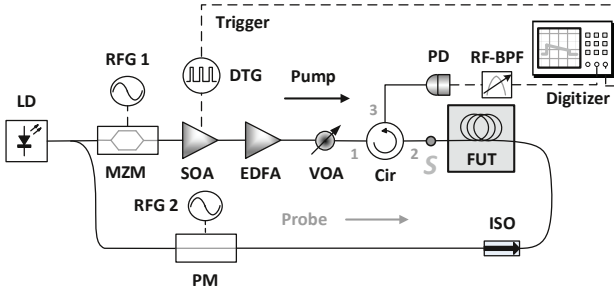 Trigger
RFG 1
DTG
Pump
PD
RF-BPF
Digitizer
LD
3
MZM
SOA
EDFA
VOA
1
Cir
2
S
FUT
RFG 2
Probe
ISO
PM